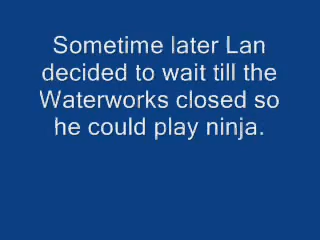 Sometime later Lan
decided to wait till the
Waterworks closed so
he could play ninja.